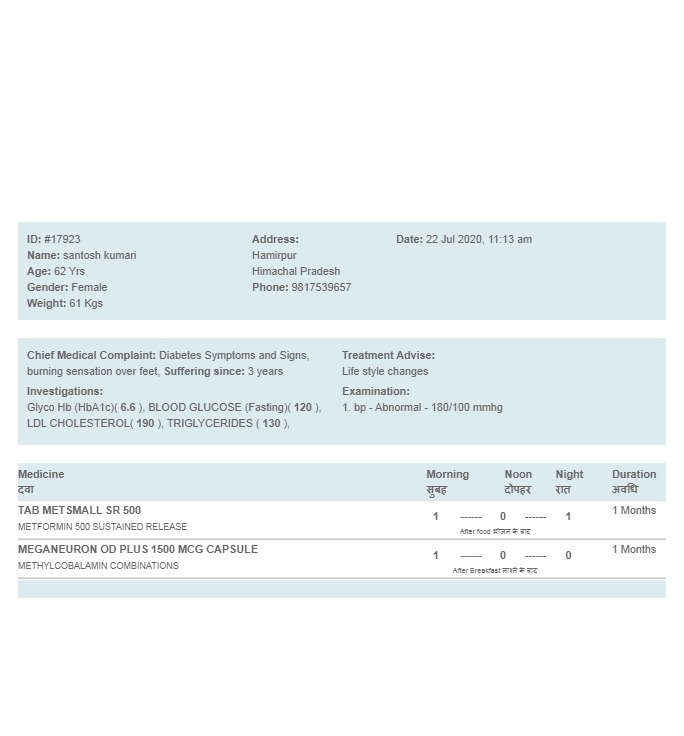 ID: #17923
Name: santosh kumari
Age: 62 Yrs
Gender: Female
Weight: 61 Kgs
Address:
Hamirpur
Himachal Pradesh
Phone: 9817539657
Date: 22 Jul 2020, 11:13 am
Chief Medical Complaint: Diabetes Symptoms and Signs,
burning sensation over feet, Suffering since: 3 years
Investigations:
Glyco Hb (HbA1c)( 6.6 ), BLOOD GLUCOSE (Fasting)( 120 ),
LDL CHOLESTEROL( 190 ), TRIGLYCERIDES ( 130 ),
Treatment Advise:
Life style changes
Examination:
1. bp - Abnormal - 180/100 mmhg
Medicine Morning Noon Night Duration
दवा सुबह दोपहर रात अवधि
TAB METSMALL SR 500 1 ------ 0 ------ 1 1 Months
METFORMIN 500 SUSTAINED RELEASE
After food भोजन के बाद
MEGANEURON OD PLUS 1500 MCG CAPSULE 1 ------ 0 ------ 0 1 Months
METHYLCOBALAMIN COMBINATIONS
After Breakfast नाश्ते के बाद